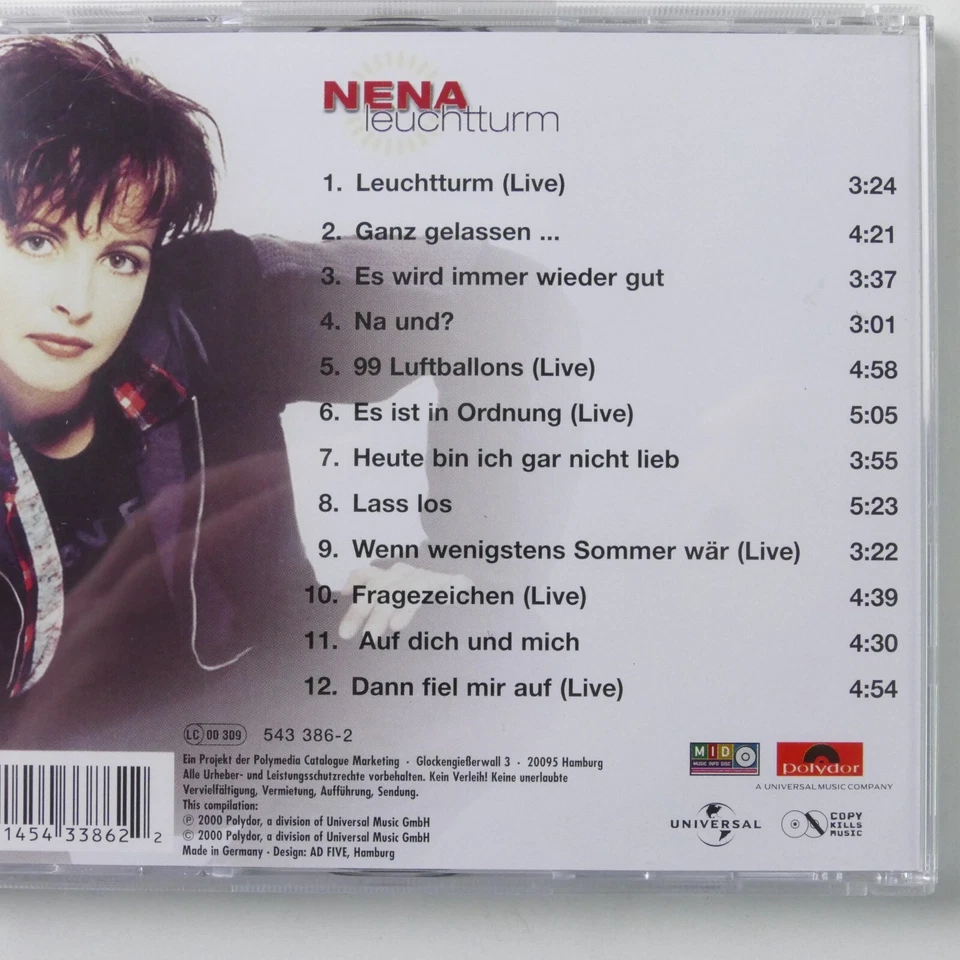 NENA
leuchtturm
1. Leuchtturm (Live) 3:24
2. Ganz gelassen ... 4:21
3. Es wird immer wieder gut 3:37
4. Na und? 3:01
5. 99 Luftballons (Live) 4:58
6. Es ist in Ordnung (Live) 5:05
7. Heute bin ich gar nicht lieb 3:55
8. Lass los 5:23
9. Wenn wenigstens Sommer wär (Live) 3:22
10. Fragezeichen (Live) 4:39
11. Auf dich und mich 4:30
12. Dann fiel mir auf (Live) 4:54
LC 00 309 543 386-2
Ein Projekt der Polymedia Catalogue Marketing · Glockengießerwall 3 · 20095 Hamburg
Alle Urheber- und Leistungsschutzrechte vorbehalten. Kein Verleih! Keine unerlaubte
Vervielfältigung, Vermietung, Aufführung, Sendung.
This compilation:
℗ 2000 Polydor, a division of Universal Music GmbH
© 2000 Polydor, a division of Universal Music GmbH
Made in Germany · Design: AD FIVE, Hamburg
1454 33862 2
MID
MUSIC INFO DISC
Polydor
A UNIVERSAL MUSIC COMPANY
UNIVERSAL
COPY
KILLS
MUSIC